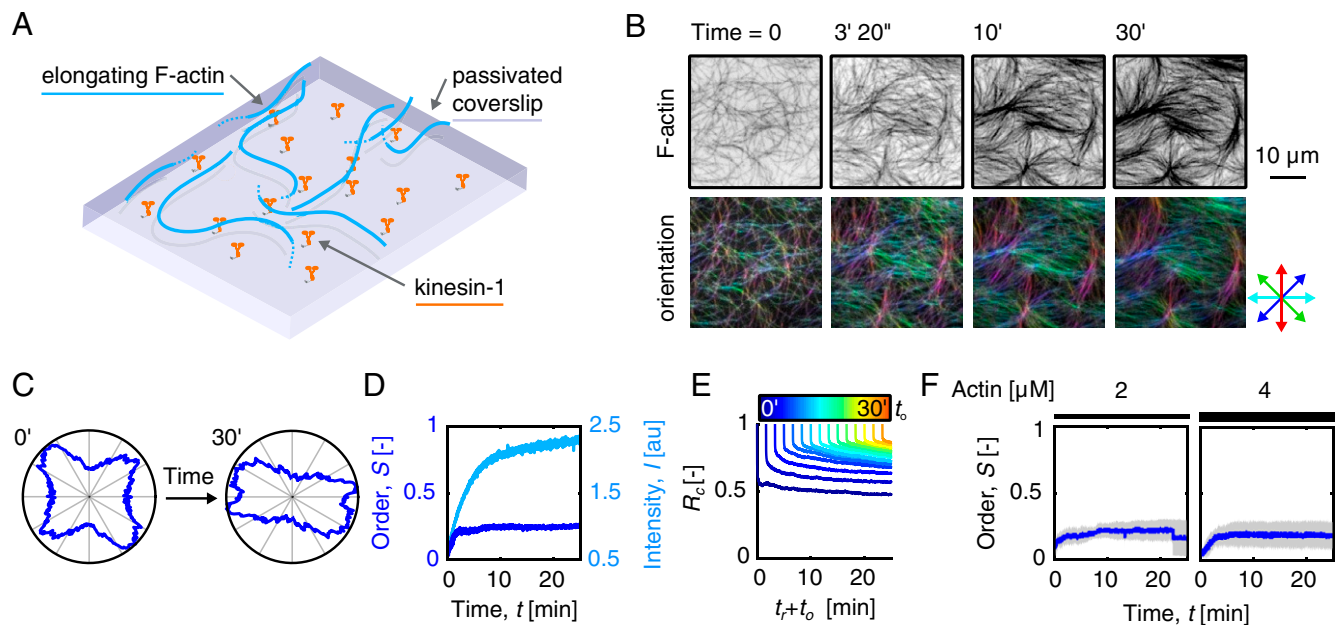 A
elongating F-actin
passivated
coverslip
kinesin-1
B
Time = 0
3' 20"
10'
30'
F-actin
10 µm
orientation
C
0'
Time
30'
D
Order, S [-]
1
0.5
0
2.5
1.5
0.5
Intensity, I [au]
0
10
20
Time, t [min]
E
0'
30'
t_o
R_c [-]
1
0.5
0
0
10
20
t_r+t_o [min]
F
Actin [µM]
2
4
Order, S [-]
1
0.5
0
0
10
20
0
10
20
Time, t [min]